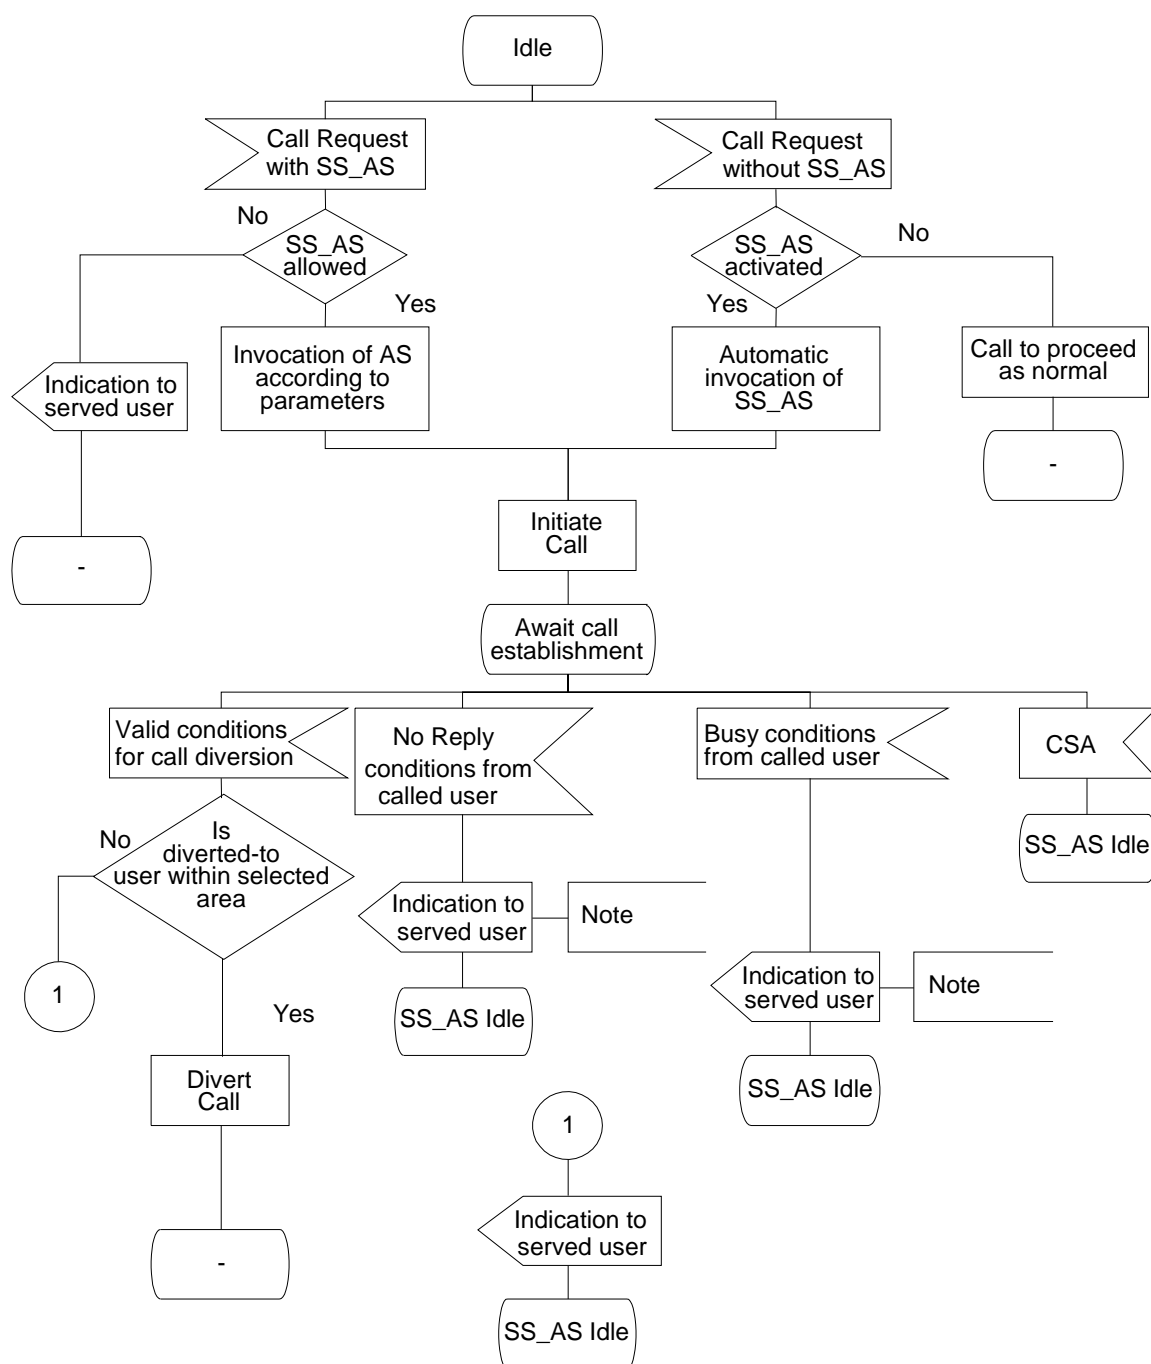 Idle
Call Request
with SS_AS
Call Request
without SS_AS
No
SS_AS
allowed
Yes
SS_AS
activated
No
Yes
Indication to
served user
Invocation of AS
according to
parameters
Automatic
invocation of
SS_AS
Call to proceed
as normal
-
-
Initiate
Call
Await call
establishment
Valid conditions
for call diversion
No Reply
conditions from
called user
Busy conditions
from called user
CSA
No
Is
diverted-to
user within selected
area
SS_AS Idle
Indication to
served user
Note
1
Yes
SS_AS Idle
Indication to
served user
Note
Divert
Call
SS_AS Idle
1
-
Indication to
served user
SS_AS Idle